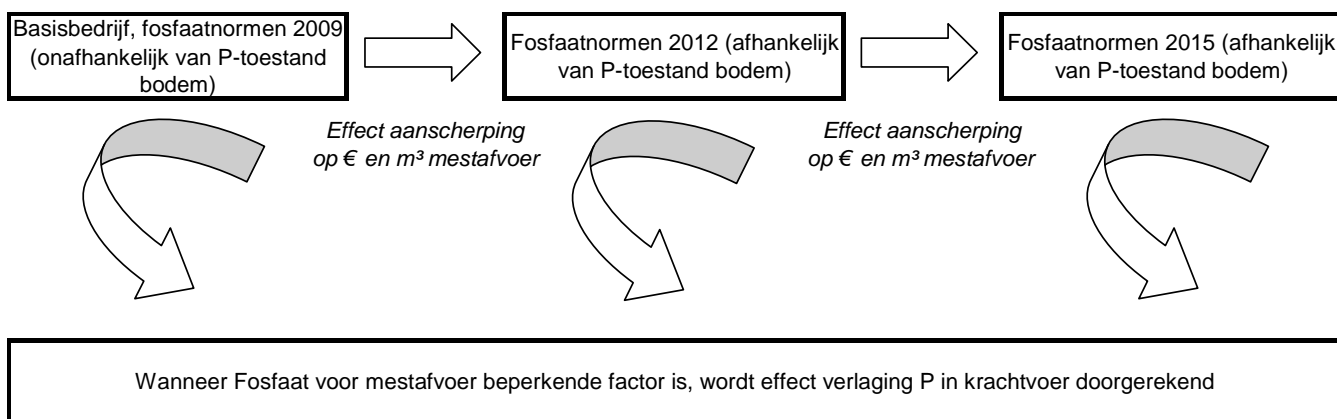 Basisbedrijf, fosfaatnormen 2009
(onafhankelijk van P-toestand
bodem)
Fosfaatnormen 2012 (afhankelijk
van P-toestand bodem)
Fosfaatnormen 2015 (afhankelijk
van P-toestand bodem)
Effect aanscherping
op € en m³ mestafvoer
Effect aanscherping
op € en m³ mestafvoer
Wanneer Fosfaat voor mestafvoer beperkende factor is, wordt effect verlaging P in krachtvoer doorgerekend